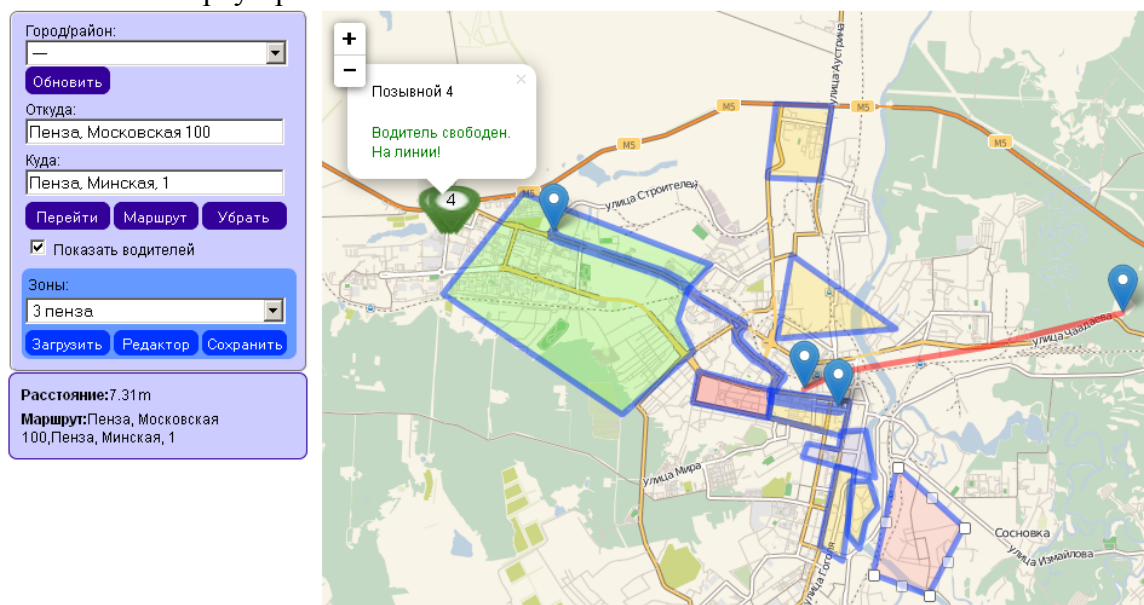 Город/район:
—
Обновить
Откуда:
Пенза, Московская 100
Куда:
Пенза, Минская, 1
Перейти Маршрут Убрать
Показать водителей
Зоны:
3 пенза
Загрузить Редактор Сохранить
Расстояние:7.31m
Маршрут:Пенза, Московская
100,Пенза, Минская, 1
+
−
×
Позывной 4
Водитель свободен.
На линии!
4
улица Аустрина
M5
M5
M5
M5
M5
улица Строителей
улица Чаадаева
улица Мира
улица Гоголя
Сосновка
улица Измайлова